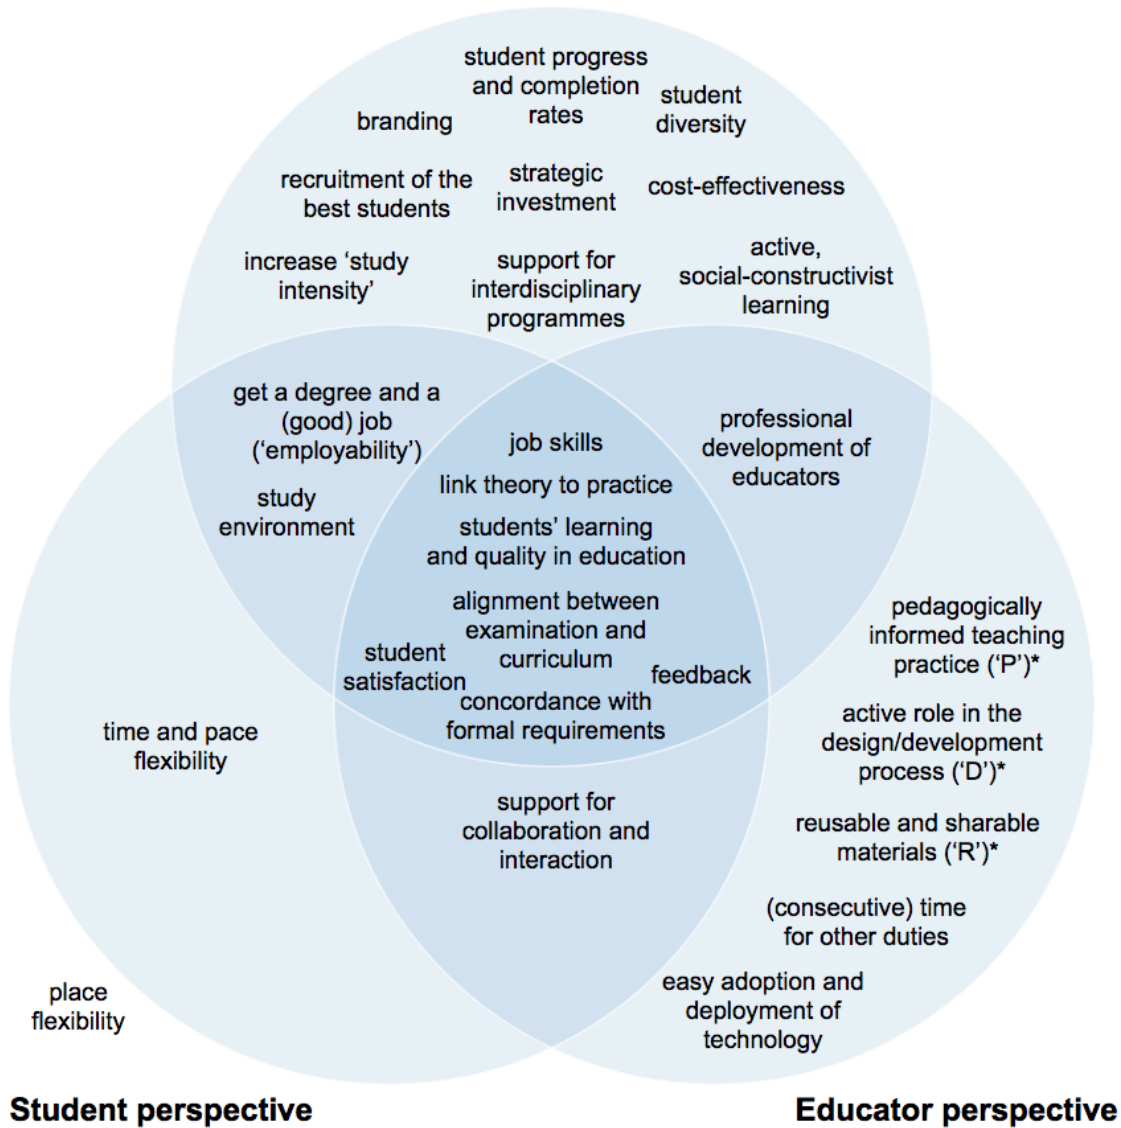 student progress
and completion
rates
student
diversity
branding
recruitment of the
best students
strategic
investment
cost-effectiveness
increase ‘study
intensity’
support for
interdisciplinary
programmes
active,
social-constructivist
learning
get a degree and a
(good) job
(‘employability’)
study
environment
job skills
link theory to practice
students’ learning
and quality in education
alignment between
examination and
curriculum
student
satisfaction
feedback
concordance with
formal requirements
professional
development of
educators
pedagogically
informed teaching
practice (‘P’)*
active role in the
design/development
process (‘D’)*
reusable and sharable
materials (‘R’)*
(consecutive) time
for other duties
easy adoption and
deployment of
technology
time and pace
flexibility
support for
collaboration and
interaction
place
flexibility
Student perspective
Educator perspective